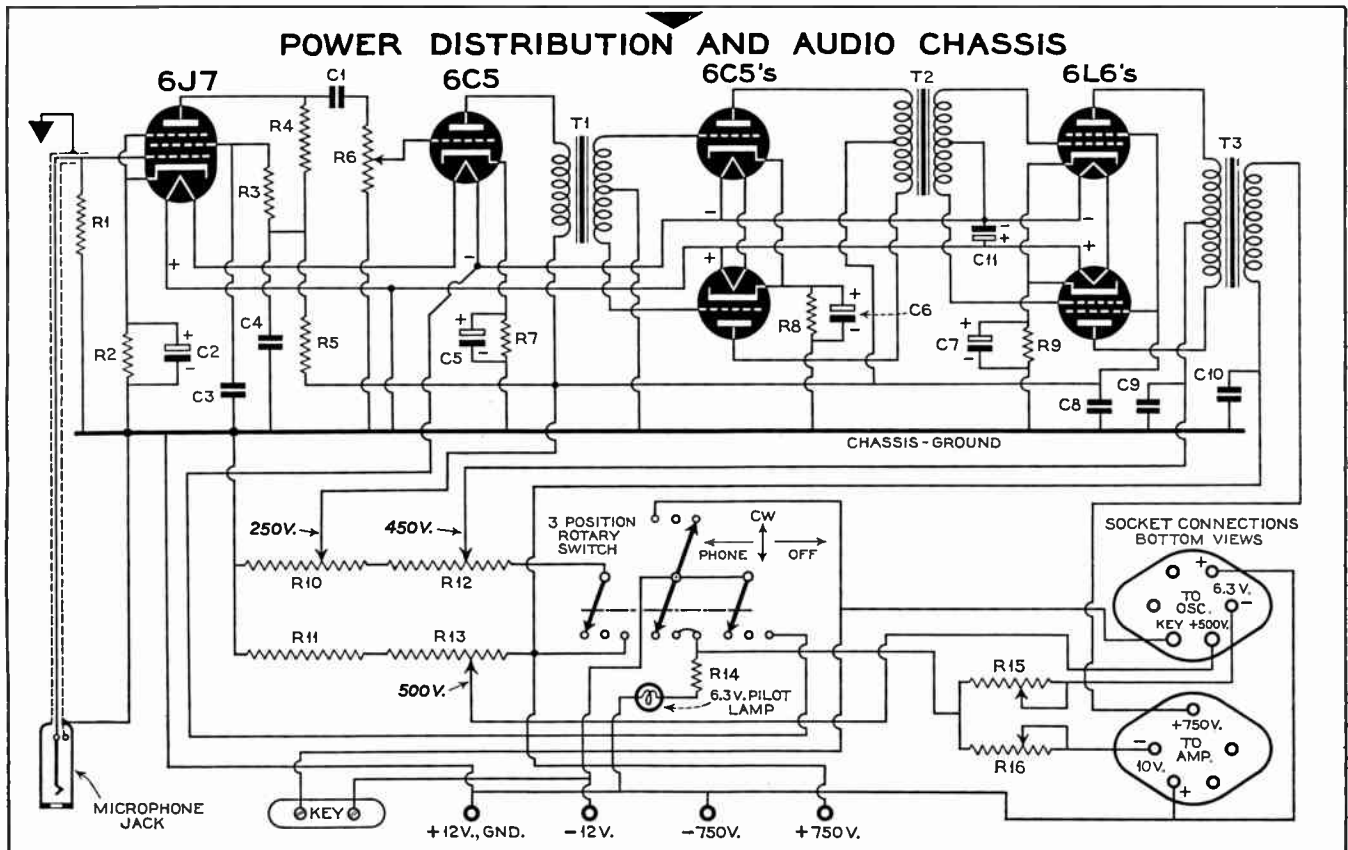 POWER DISTRIBUTION AND AUDIO CHASSIS
6J7
6C5
6C5's
6L6's
C1
T2
T1
T3
R4
R6
R3
R1
+
-
-
-
+
+
-
+
C11
C4
R5
R2
+
C2
-
C3
+
C5
-
R7
R8
+
C6
-
+
C7
-
R9
C8
C9
C10
CHASSIS-GROUND
250V.
450V.
3 POSITION
ROTARY
SWITCH
CW
PHONE
OFF
SOCKET CONNECTIONS
BOTTOM VIEWS
+
6.3 V.
-
TO
OSC.
KEY +500V.
R10
R12
R11
R13
500V.
R14
6.3 V. PILOT
LAMP
R15
R16
+750V.
TO
AMP.
-
10V.
+
MICROPHONE
JACK
KEY
+12V., GND.
-12V.
-750V.
+750V.